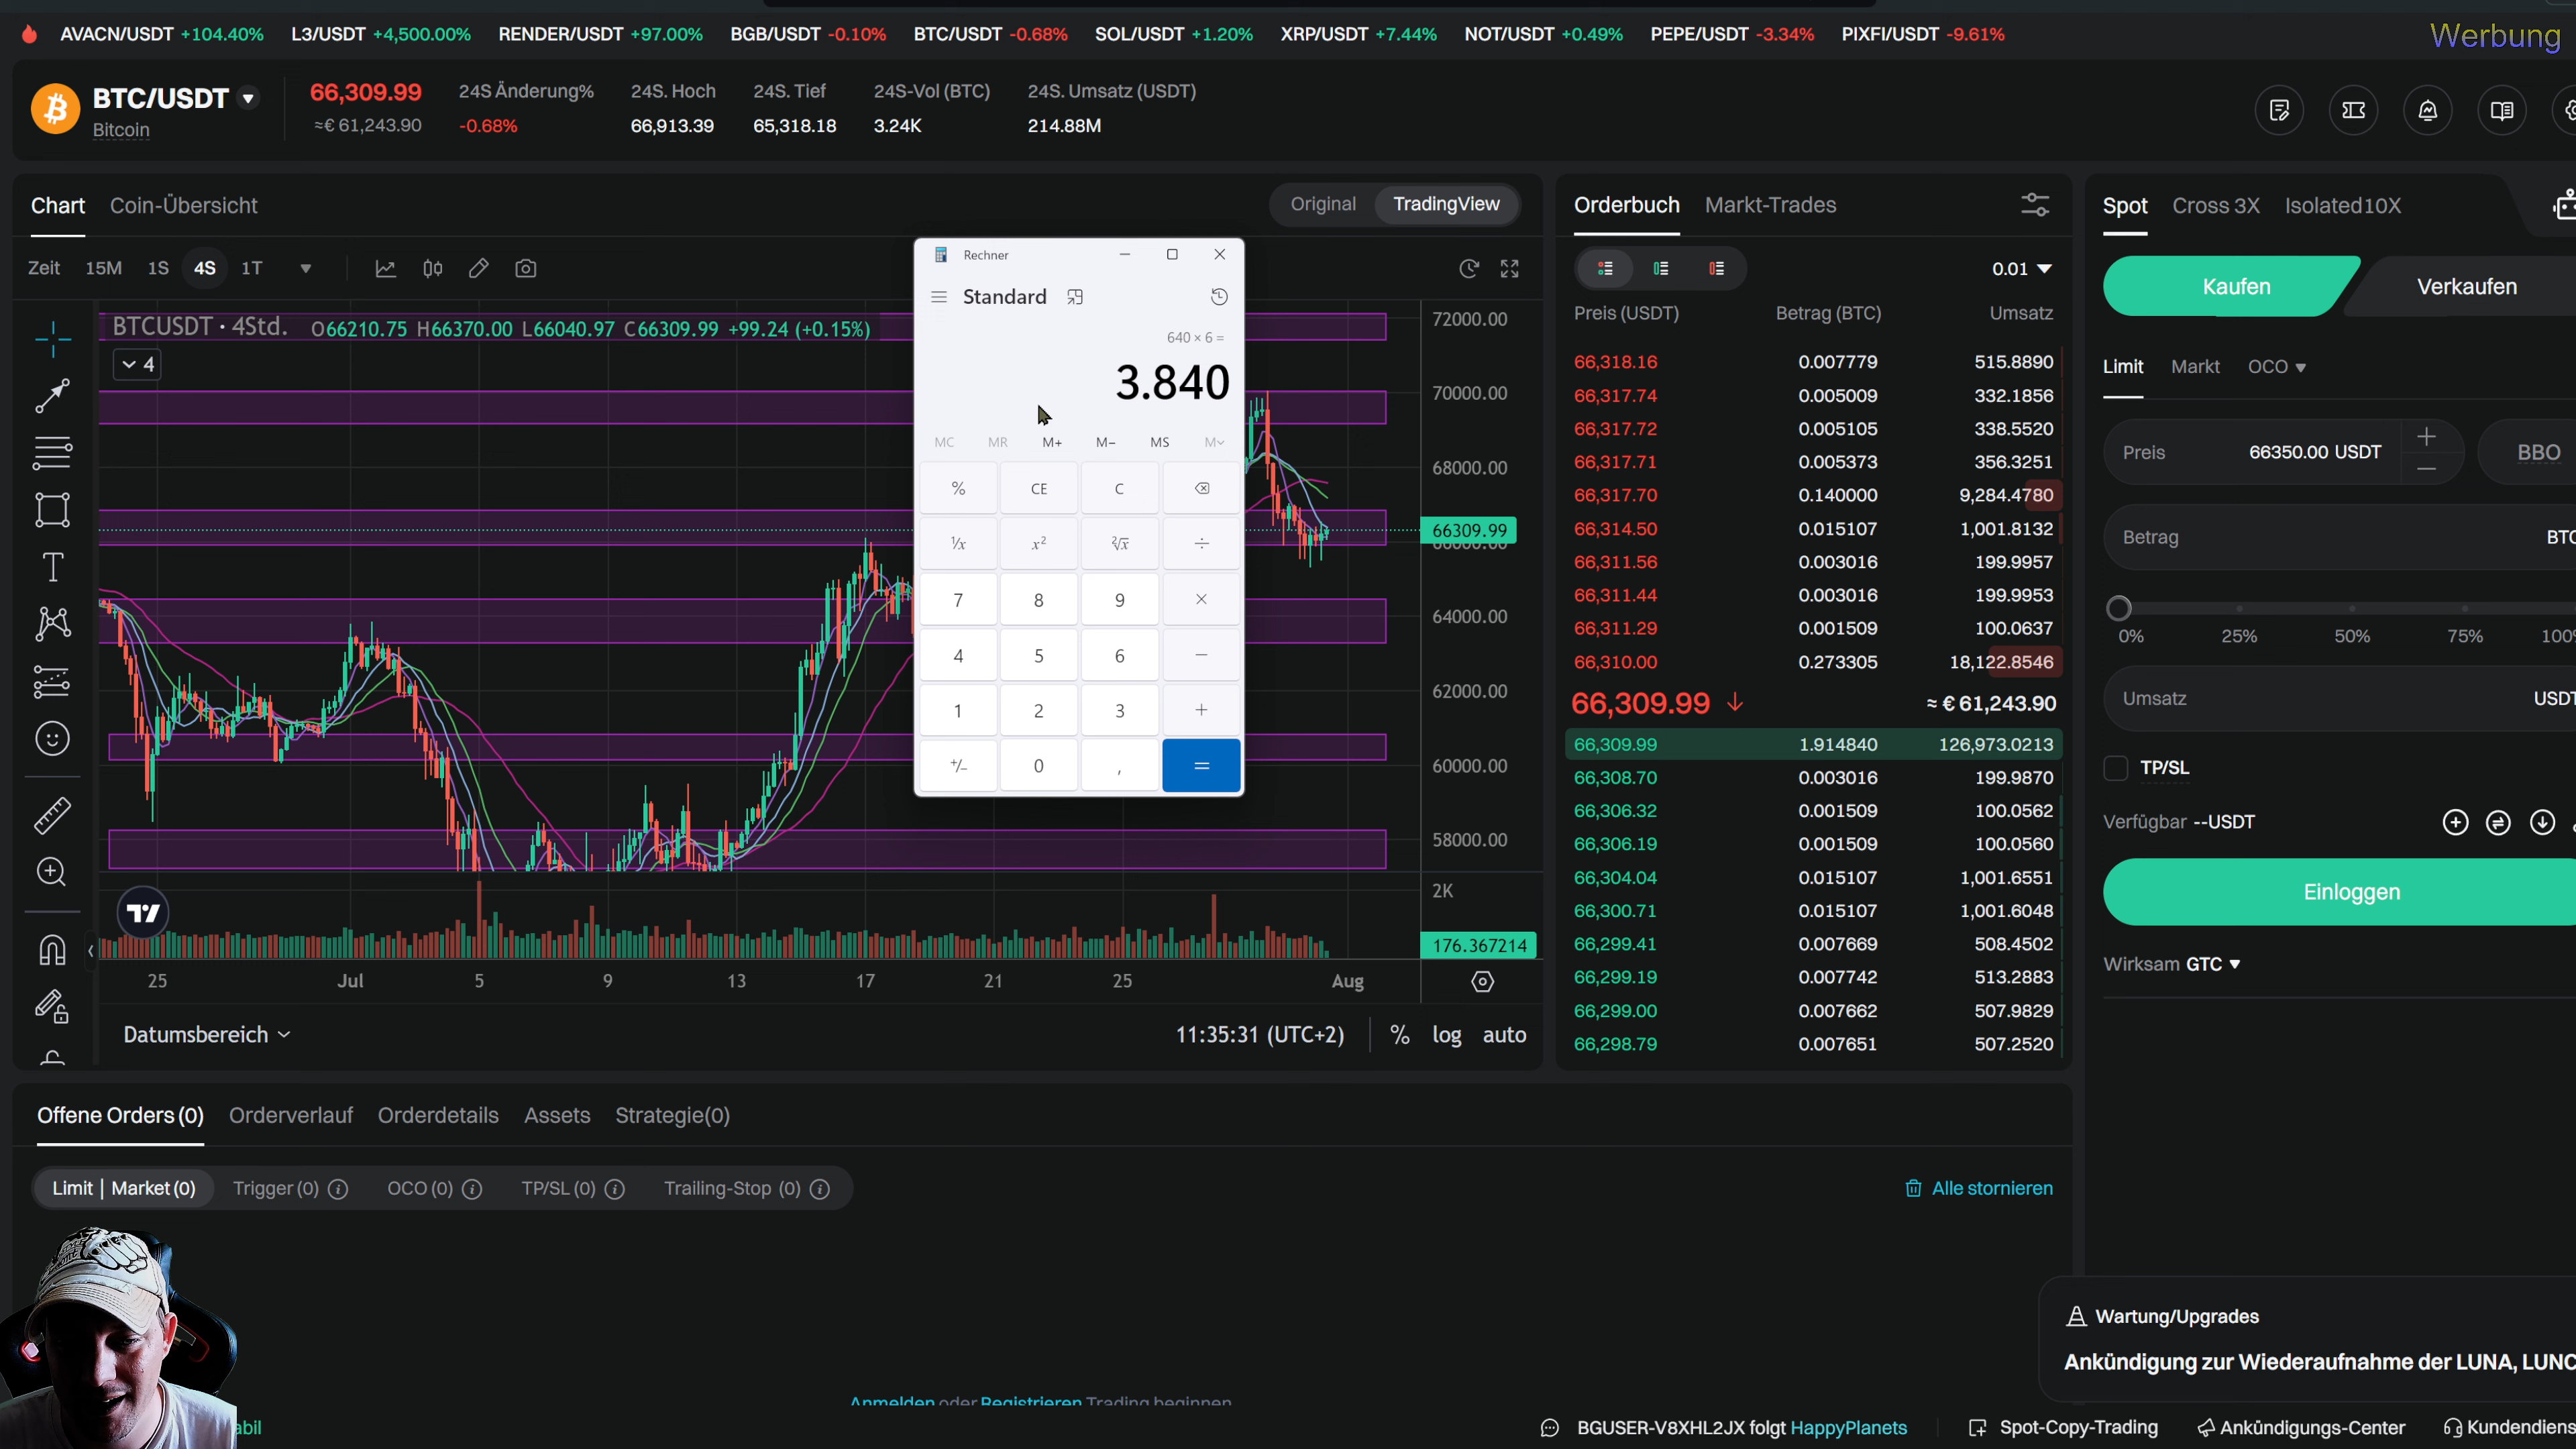 AVACN/USDT +104.40% L3/USDT +4,500.00% RENDER/USDT +97.00% BGB/USDT -0.10% BTC/USDT -0.68% SOL/USDT +1.20% XRP/USDT +7.44% NOT/USDT +0.49% PEPE/USDT -3.34% PIXFI/USDT -9.61%
Werbung
BTC/USDT
Bitcoin
66,309.99
≈€ 61,243.90
24S Änderung%
-0.68%
24S. Hoch
66,913.39
24S. Tief
65,318.18
24S-Vol (BTC)
3.24K
24S. Umsatz (USDT)
214.88M
Chart Coin-Übersicht
Original TradingView
Zeit 15M 1S 4S 1T
BTCUSDT · 4Std. O66210.75 H66370.00 L66040.97 C66309.99 +99.24 (+0.15%)
4
72000.00
70000.00
68000.00
66309.99
64000.00
62000.00
60000.00
58000.00
2K
176.367214
25 Jul 5 9 13 17 21 25 Aug
Datumsbereich
11:35:31 (UTC+2) % log auto
Rechner
Standard
640 × 6 =
3.840
MC MR M+ M− MS M
% CE C
¹/x x² ²√x ÷
7 8 9 ×
4 5 6 −
1 2 3 +
+/− 0 , =
Orderbuch Markt-Trades
0.01
Preis (USDT) Betrag (BTC) Umsatz
66,318.16 0.007779 515.8890
66,317.74 0.005009 332.1856
66,317.72 0.005105 338.5520
66,317.71 0.005373 356.3251
66,317.70 0.140000 9,284.4780
66,314.50 0.015107 1,001.8132
66,311.56 0.003016 199.9957
66,311.44 0.003016 199.9953
66,311.29 0.001509 100.0637
66,310.00 0.273305 18,122.8546
66,309.99 ↓ ≈ € 61,243.90
66,309.99 1.914840 126,973.0213
66,308.70 0.003016 199.9870
66,306.32 0.001509 100.0562
66,306.19 0.001509 100.0560
66,304.04 0.015107 1,001.6551
66,300.71 0.015107 1,001.6048
66,299.41 0.007669 508.4502
66,299.19 0.007742 513.2883
66,299.00 0.007662 507.9829
66,298.79 0.007651 507.2520
Spot Cross 3X Isolated10X
Kaufen Verkaufen
Limit Markt OCO
Preis 66350.00 USDT + −
BBO
Betrag
0% 25% 50% 75%
Umsatz
TP/SL
Verfügbar --USDT
Einloggen
Wirksam GTC
Offene Orders (0) Orderverlauf Orderdetails Assets Strategie(0)
Limit | Market (0) Trigger (0) OCO (0) TP/SL (0) Trailing-Stop (0)
Alle stornieren
Wartung/Upgrades
Ankündigung zur Wiederaufnahme der LUNA, LUNC
Anmelden oder Registrieren Trading beginnen
BGUSER-V8XHL2JX folgt HappyPlanets
Spot-Copy-Trading
Ankündigungs-Center